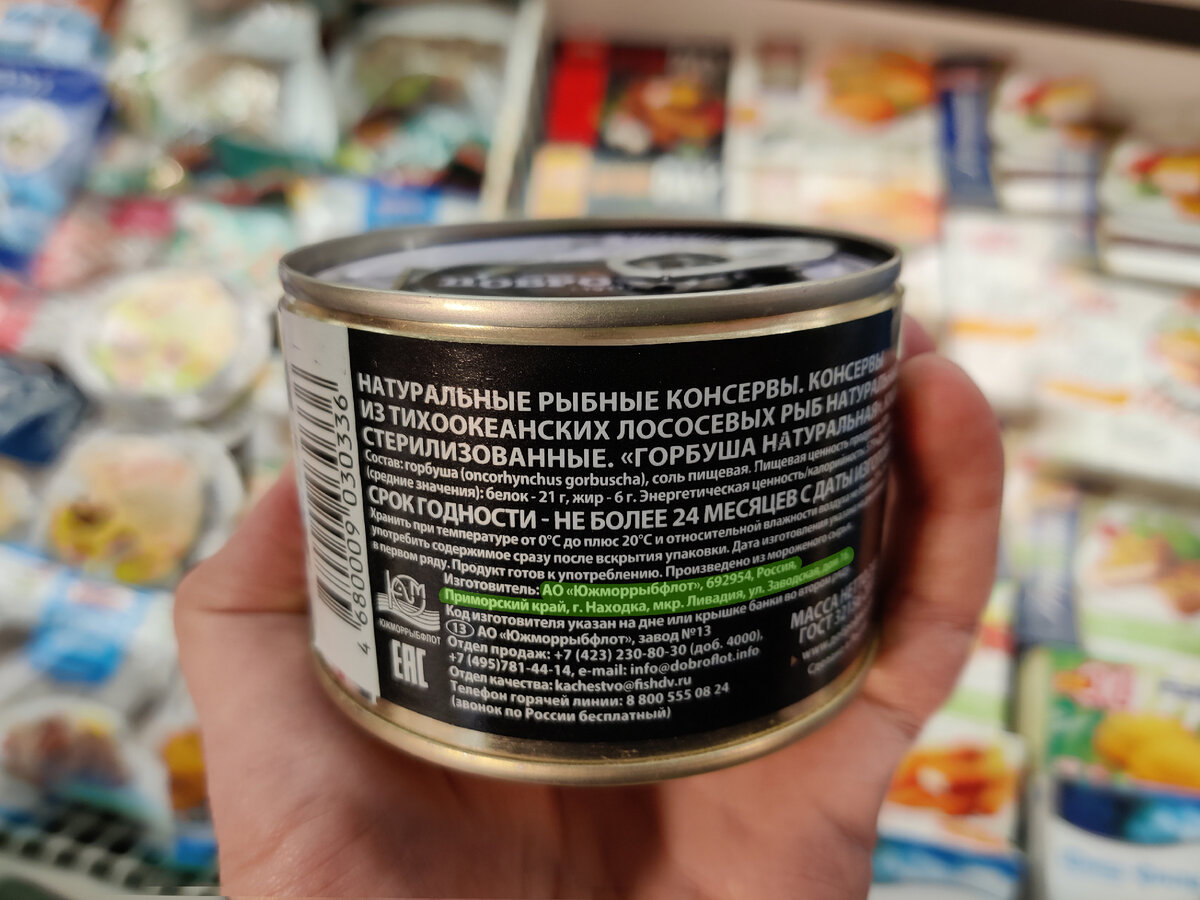 НАТУРАЛЬНЫЕ РЫБНЫЕ КОНСЕРВЫ. КОНСЕРВЫ
ИЗ ТИХООКЕАНСКИХ ЛОСОСЕВЫХ РЫБ
СТЕРИЛИЗОВАННЫЕ. «ГОРБУША НАТУРАЛЬНАЯ»
Состав: горбуша (oncorhynchus gorbuscha), соль пищевая. Пищевая ценность
(средние значения): белок - 21 г, жир - 6 г. Энергетическая ценность/калорийность:
СРОК ГОДНОСТИ - НЕ БОЛЕЕ 24 МЕСЯЦЕВ С ДАТЫ
Хранить при температуре от 0°С до плюс 20°С и относительной влажности воздуха не
употребить содержимое сразу после вскрытия упаковки. Дата изготовления указана
в первом ряду. Продукт готов к употреблению. Произведено из мороженого сырья.
Изготовитель: АО «Южморрыбфлот», 692954, Россия,
Приморский край, г. Находка, мкр. Ливадия, ул. Заводская,
Код изготовителя указан на дне или крышке банки во втором ряду
13 АО «Южморрыбфлот», завод №13
Отдел продаж: +7 (423) 230-80-30 (доб. 4000),
+7 (495)781-44-14, e-mail: info@dobroflot.info
Отдел качества: kachestvo@fishdv.ru
Телефон горячей линии: 8 800 555 08 24
(звонок по России бесплатный)
МАССА
ГОСТ
ЮЖМОРРЫБФЛОТ
ЕАС
4 680009 030336